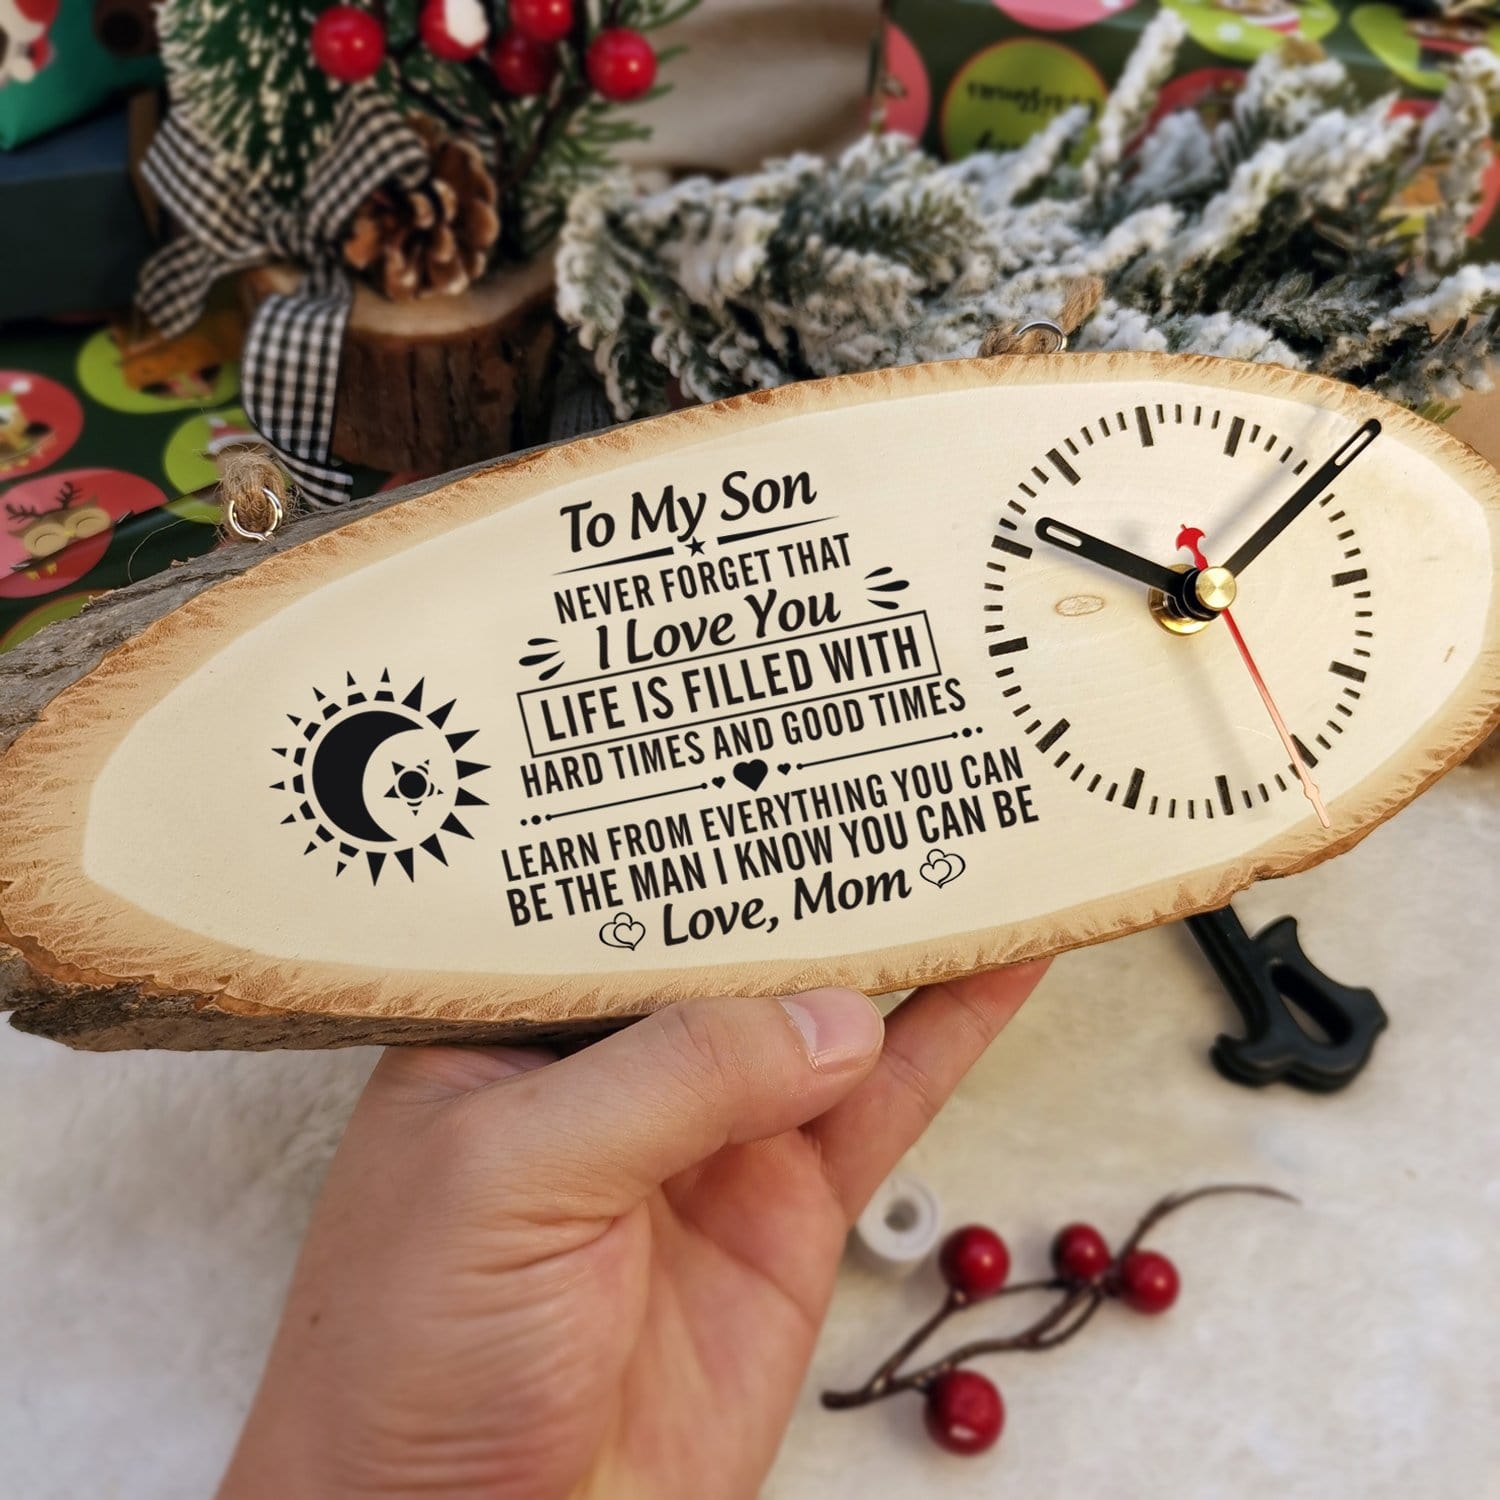 To My Son
NEVER FORGET THAT
I Love You
LIFE IS FILLED WITH
HARD TIMES AND GOOD TIMES
LEARN FROM EVERYTHING YOU CAN
BE THE MAN I KNOW YOU CAN BE
Love, Mom